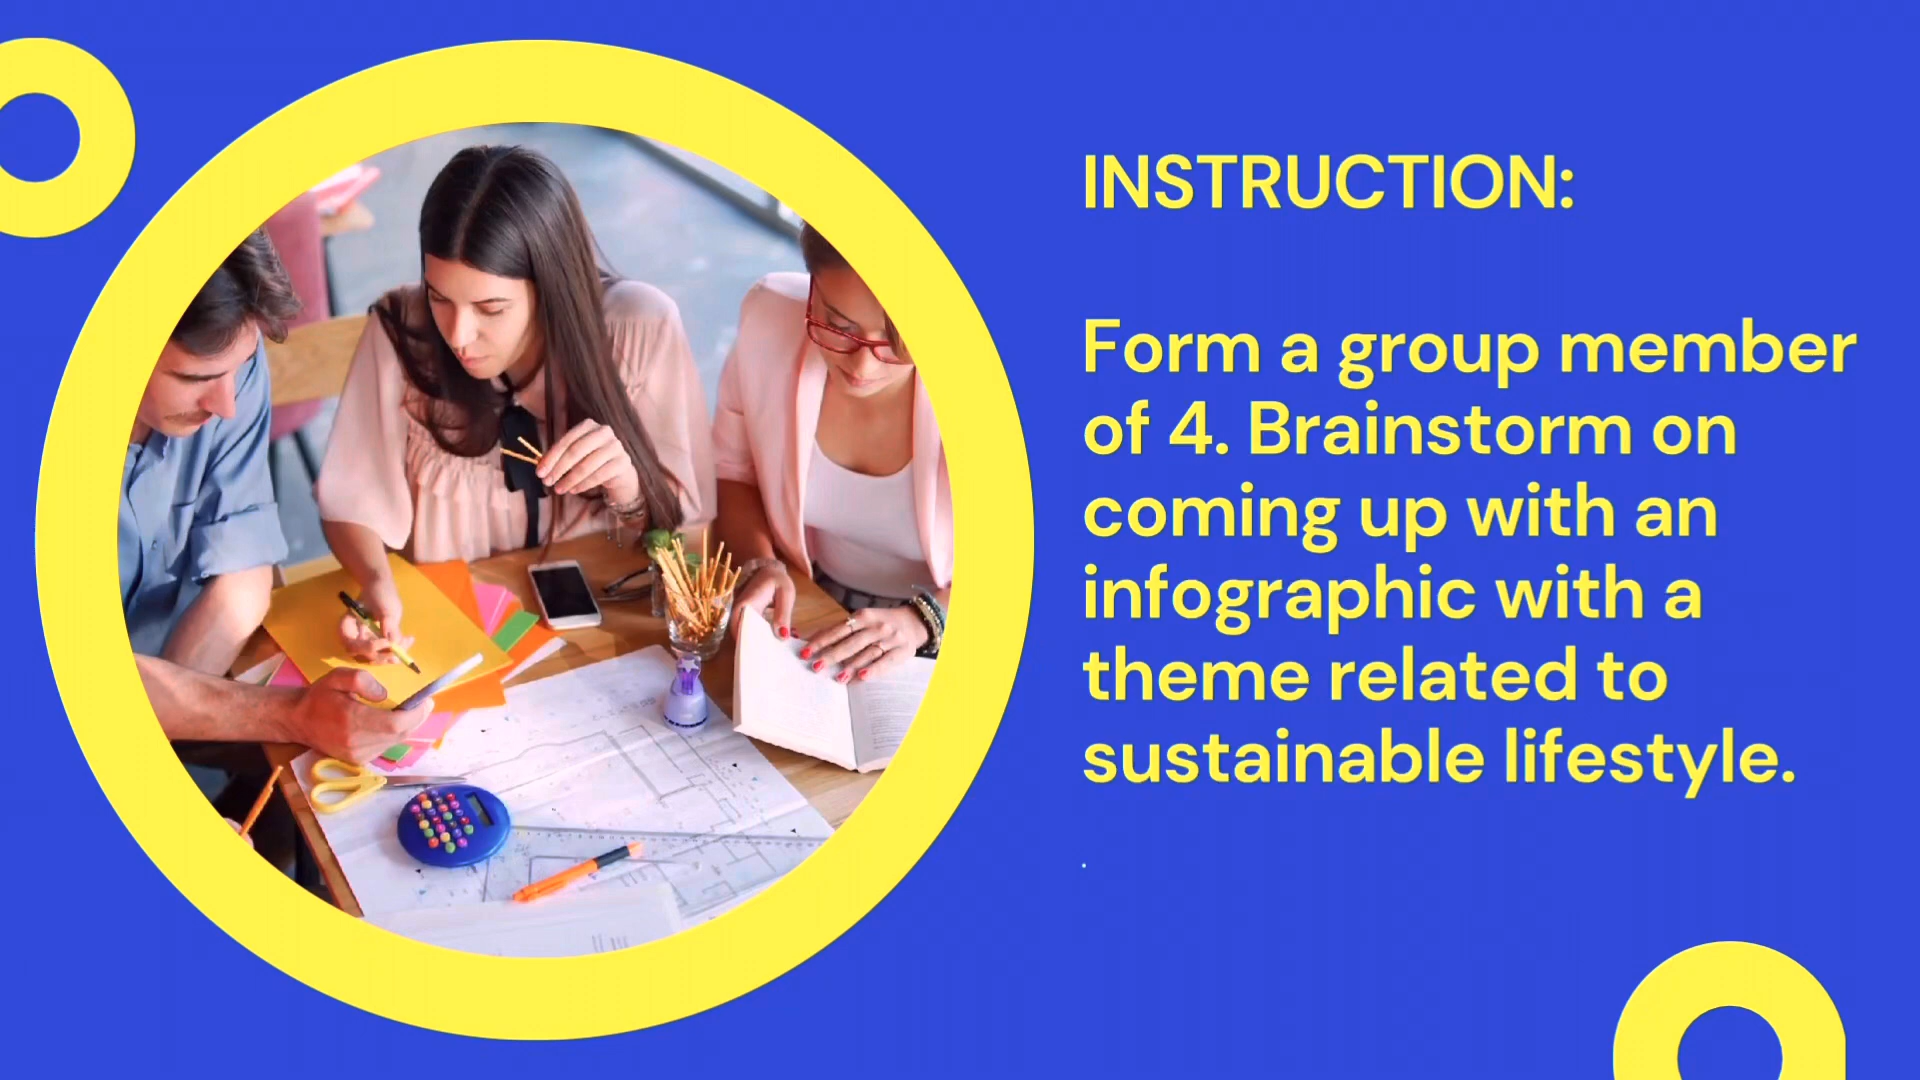 INSTRUCTION:
Form a group member
of 4. Brainstorm on
coming up with an
infographic with a
theme related to
sustainable lifestyle.
.